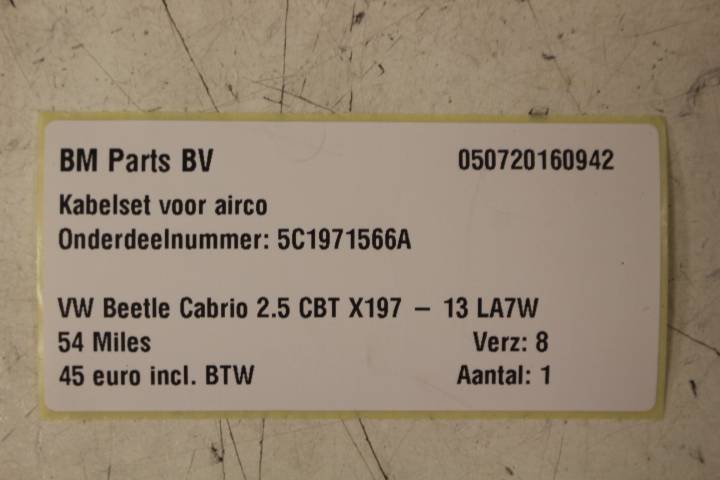 BM Parts BV 050720160942
Kabelset voor airco
Onderdeelnummer: 5C1971566A
VW Beetle Cabrio 2.5 CBT X197 – 13 LA7W
54 Miles Verz: 8
45 euro incl. BTW Aantal: 1